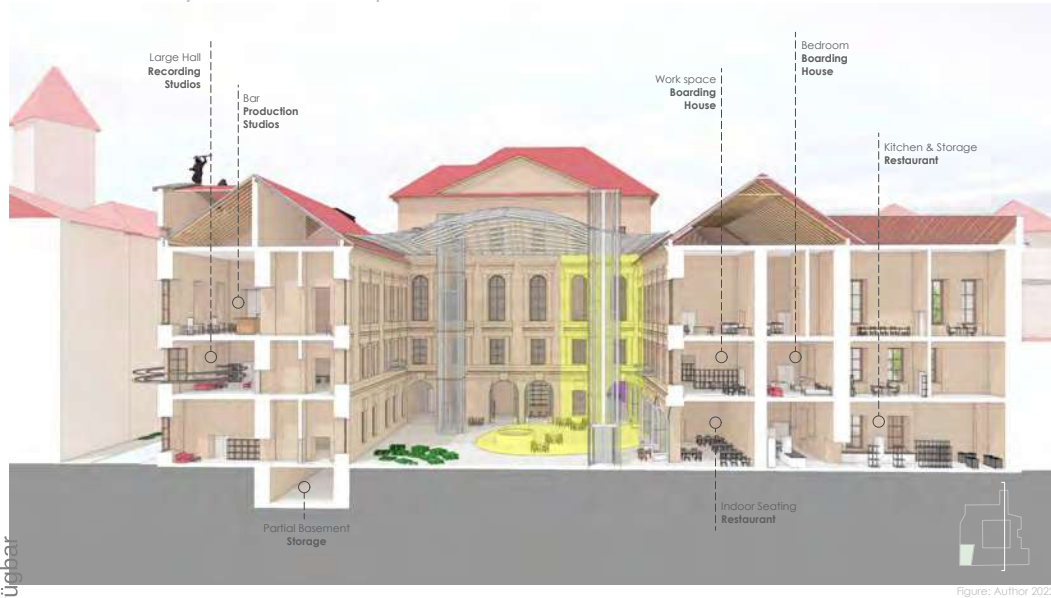 Large Hall
Recording
Studios
Bar
Production
Studios
Work space
Boarding
House
Bedroom
Boarding
House
Kitchen & Storage
Restaurant
Partial Basement
Storage
Indoor Seating
Restaurant
ügbar
Figure: Author